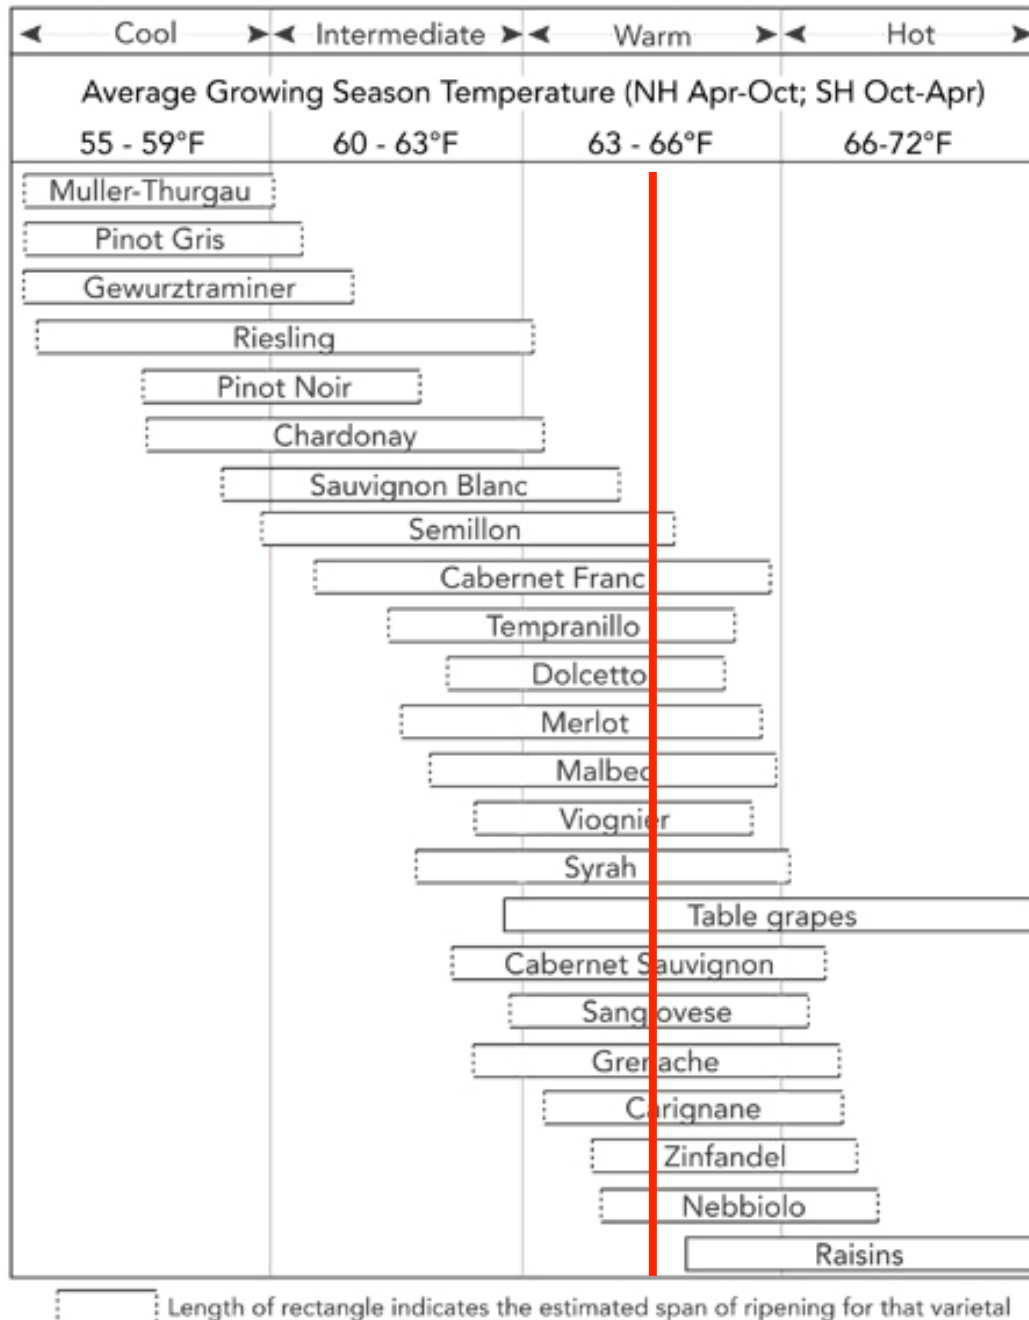 Cool Intermediate Warm Hot
Average Growing Season Temperature (NH Apr-Oct; SH Oct-Apr)
55 - 59°F 60 - 63°F 63 - 66°F 66-72°F
Muller-Thurgau
Pinot Gris
Gewurztraminer
Riesling
Pinot Noir
Chardonay
Sauvignon Blanc
Semillon
Cabernet Franc
Tempranillo
Dolcetto
Merlot
Malbec
Viognier
Syrah
Table grapes
Cabernet Sauvignon
Sangiovese
Grenache
Carignane
Zinfandel
Nebbiolo
Raisins
Length of rectangle indicates the estimated span of ripening for that varietal